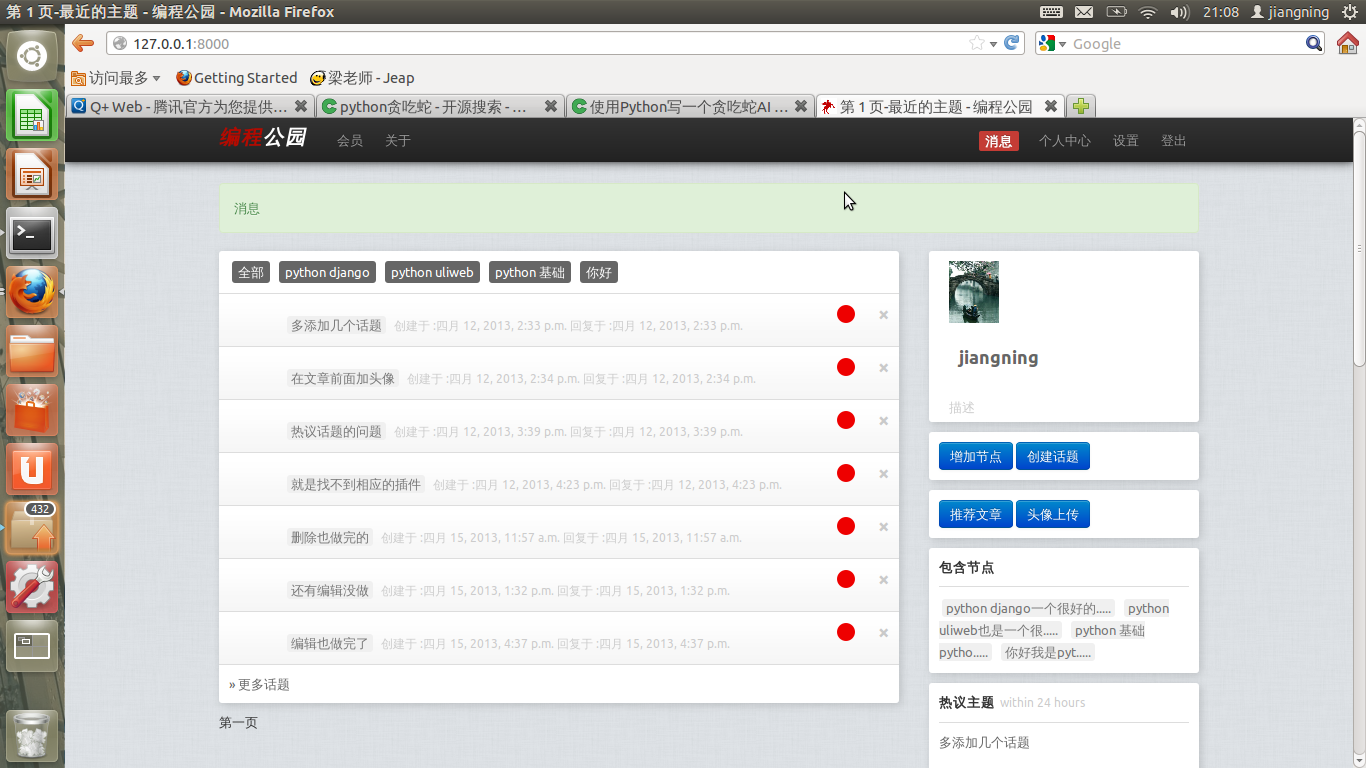 第 1 页-最近的主题 - 编程公园 - Mozilla Firefox
21:08 jiangning
127.0.0.1:8000
Google
访问最多 Getting Started 梁老师 - Jeap
Q+ Web - 腾讯官方为您提供... python贪吃蛇 - 开源搜索 - ... 使用Python写一个贪吃蛇AI ... 第 1 页-最近的主题 - 编程公园
编程公园 会员 关于 消息 个人中心 设置 登出
消息
全部 python django python uliweb python 基础 你好
多添加几个话题 创建于 :四月 12, 2013, 2:33 p.m. 回复于 :四月 12, 2013, 2:33 p.m.
在文章前面加头像 创建于 :四月 12, 2013, 2:34 p.m. 回复于 :四月 12, 2013, 2:34 p.m.
热议话题的问题 创建于 :四月 12, 2013, 3:39 p.m. 回复于 :四月 12, 2013, 3:39 p.m.
就是找不到相应的插件 创建于 :四月 12, 2013, 4:23 p.m. 回复于 :四月 12, 2013, 4:23 p.m.
删除也做完的 创建于 :四月 15, 2013, 11:57 a.m. 回复于 :四月 15, 2013, 11:57 a.m.
还有编辑没做 创建于 :四月 15, 2013, 1:32 p.m. 回复于 :四月 15, 2013, 1:32 p.m.
编辑也做完了 创建于 :四月 15, 2013, 4:37 p.m. 回复于 :四月 15, 2013, 4:37 p.m.
» 更多话题
第一页
jiangning
描述
增加节点 创建话题
推荐文章 头像上传
包含节点
python django一个很好的..... python
uliweb也是一个很..... python 基础
pytho..... 你好我是pyt.....
热议主题 within 24 hours
多添加几个话题
432